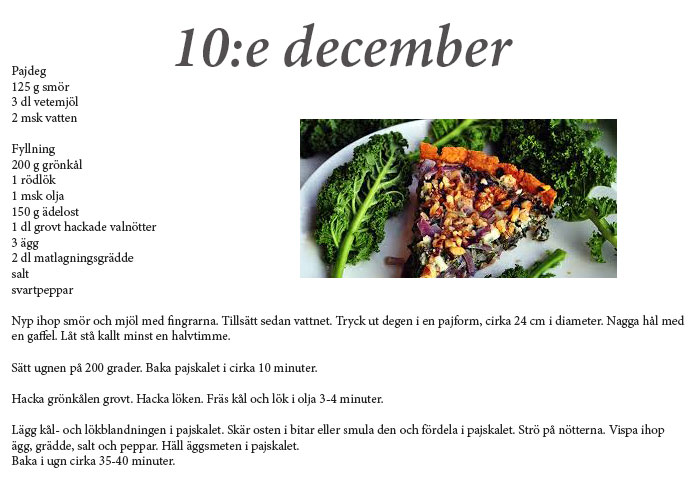 10:e december
Pajdeg
125 g smör
3 dl vetemjöl
2 msk vatten
Fyllning
200 g grönkål
1 rödlök
1 msk olja
150 g ädelost
1 dl grovt hackade valnötter
3 ägg
2 dl matlagningsgrädde
salt
svartpeppar
Nyp ihop smör och mjöl med fingrarna. Tillsätt sedan vattnet. Tryck ut degen i en pajform, cirka 24 cm i diameter. Nagga hål med
en gaffel. Låt stå kallt minst en halvtimme.
Sätt ugnen på 200 grader. Baka pajskalet i cirka 10 minuter.
Hacka grönkålen grovt. Hacka löken. Fräs kål och lök i olja 3-4 minuter.
Lägg kål- och lökblandningen i pajskalet. Skär osten i bitar eller smula den och fördela i pajskalet. Strö på nötterna. Vispa ihop
ägg, grädde, salt och peppar. Häll äggsmeten i pajskalet.
Baka i ugn cirka 35-40 minuter.